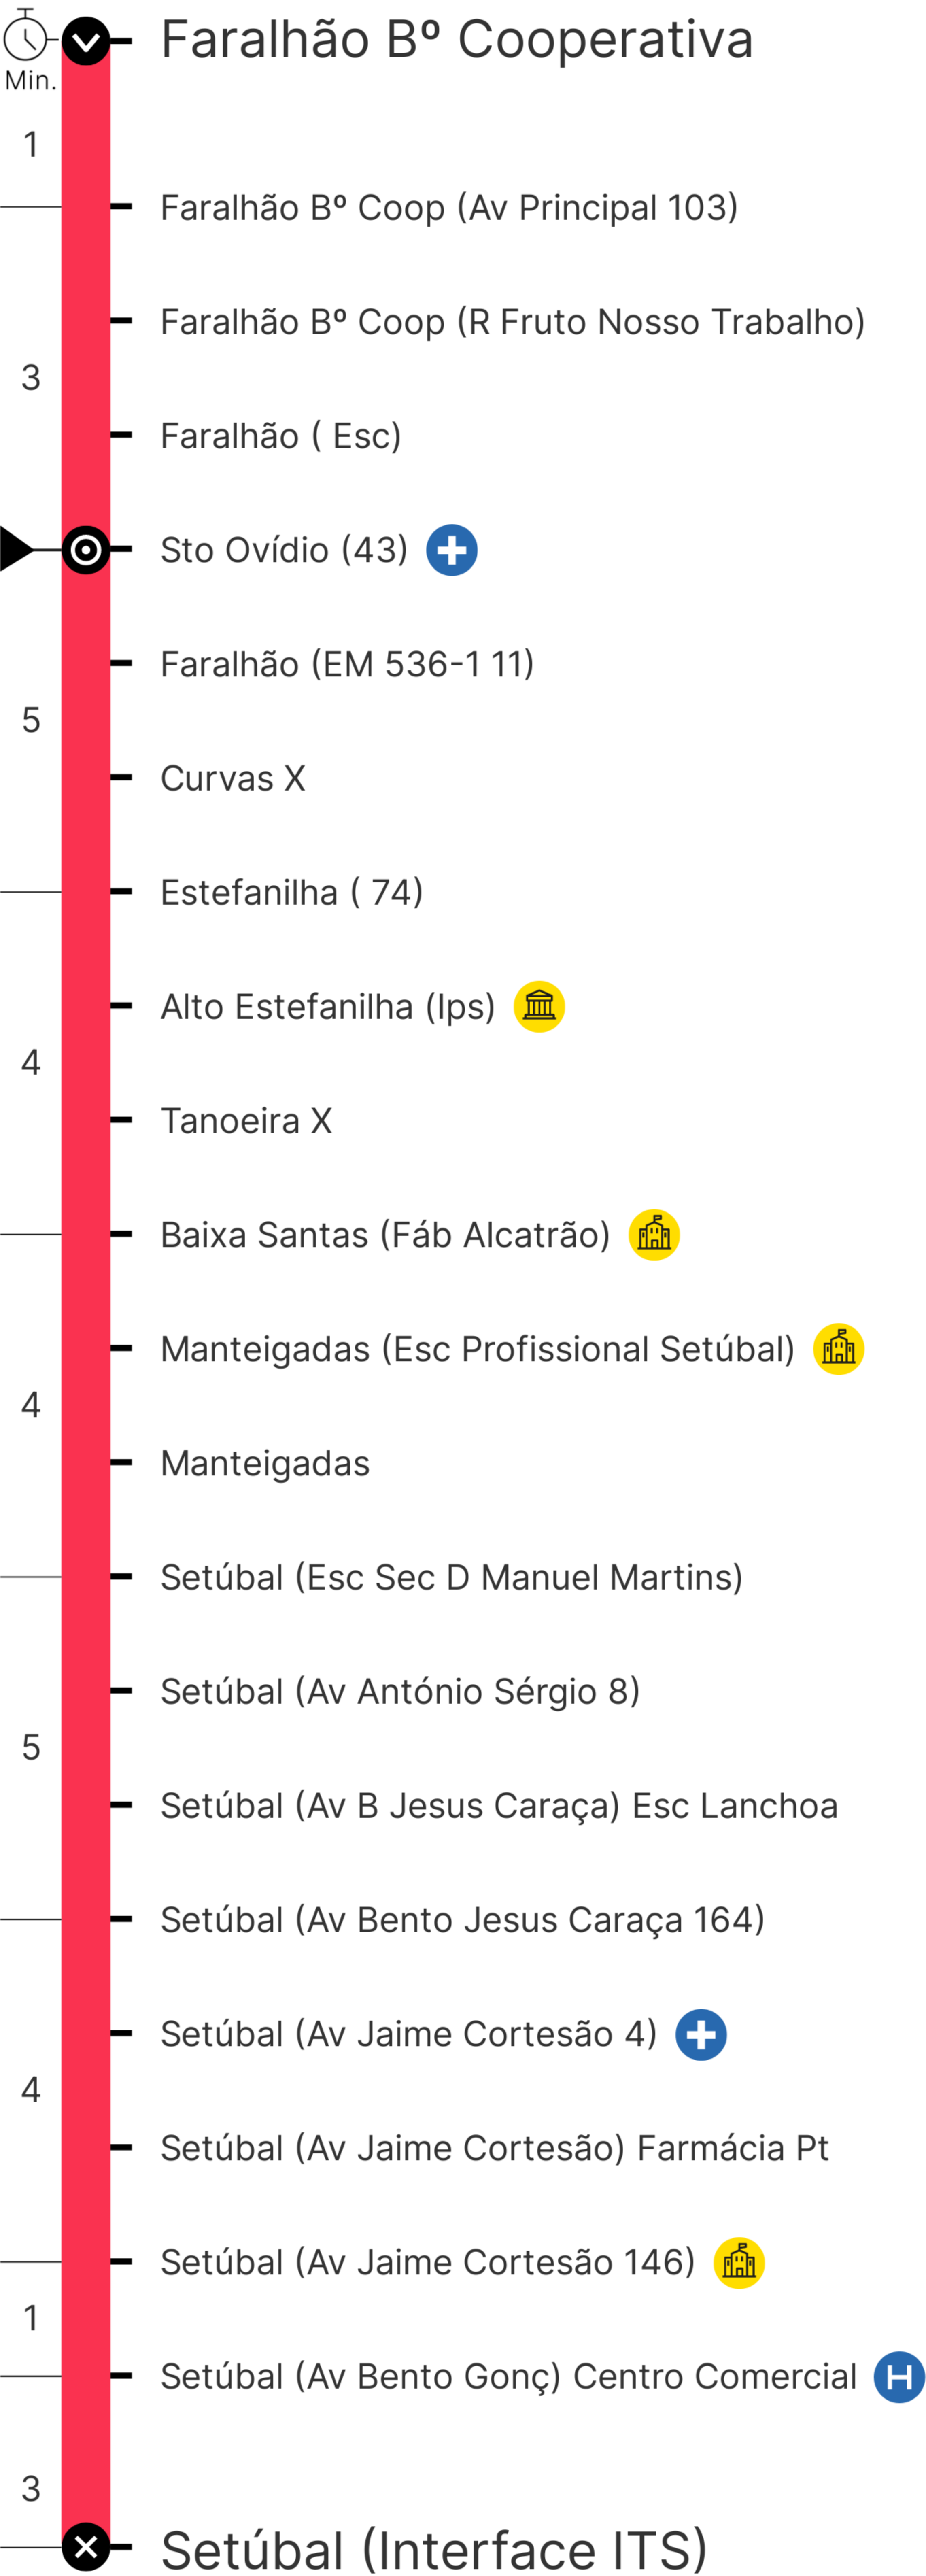 Faralhão Bº Cooperativa
Min.
1
Faralhão Bº Coop (Av Principal 103)
Faralhão Bº Coop (R Fruto Nosso Trabalho)
3
Faralhão ( Esc)
Sto Ovídio (43)
Faralhão (EM 536-1 11)
5
Curvas X
Estefanilha ( 74)
Alto Estefanilha (Ips)
4
Tanoeira X
Baixa Santas (Fáb Alcatrão)
Manteigadas (Esc Profissional Setúbal)
4
Manteigadas
Setúbal (Esc Sec D Manuel Martins)
Setúbal (Av António Sérgio 8)
5
Setúbal (Av B Jesus Caraça) Esc Lanchoa
Setúbal (Av Bento Jesus Caraça 164)
Setúbal (Av Jaime Cortesão 4)
4
Setúbal (Av Jaime Cortesão) Farmácia Pt
Setúbal (Av Jaime Cortesão 146)
1
Setúbal (Av Bento Gonç) Centro Comercial H
3
Setúbal (Interface ITS)